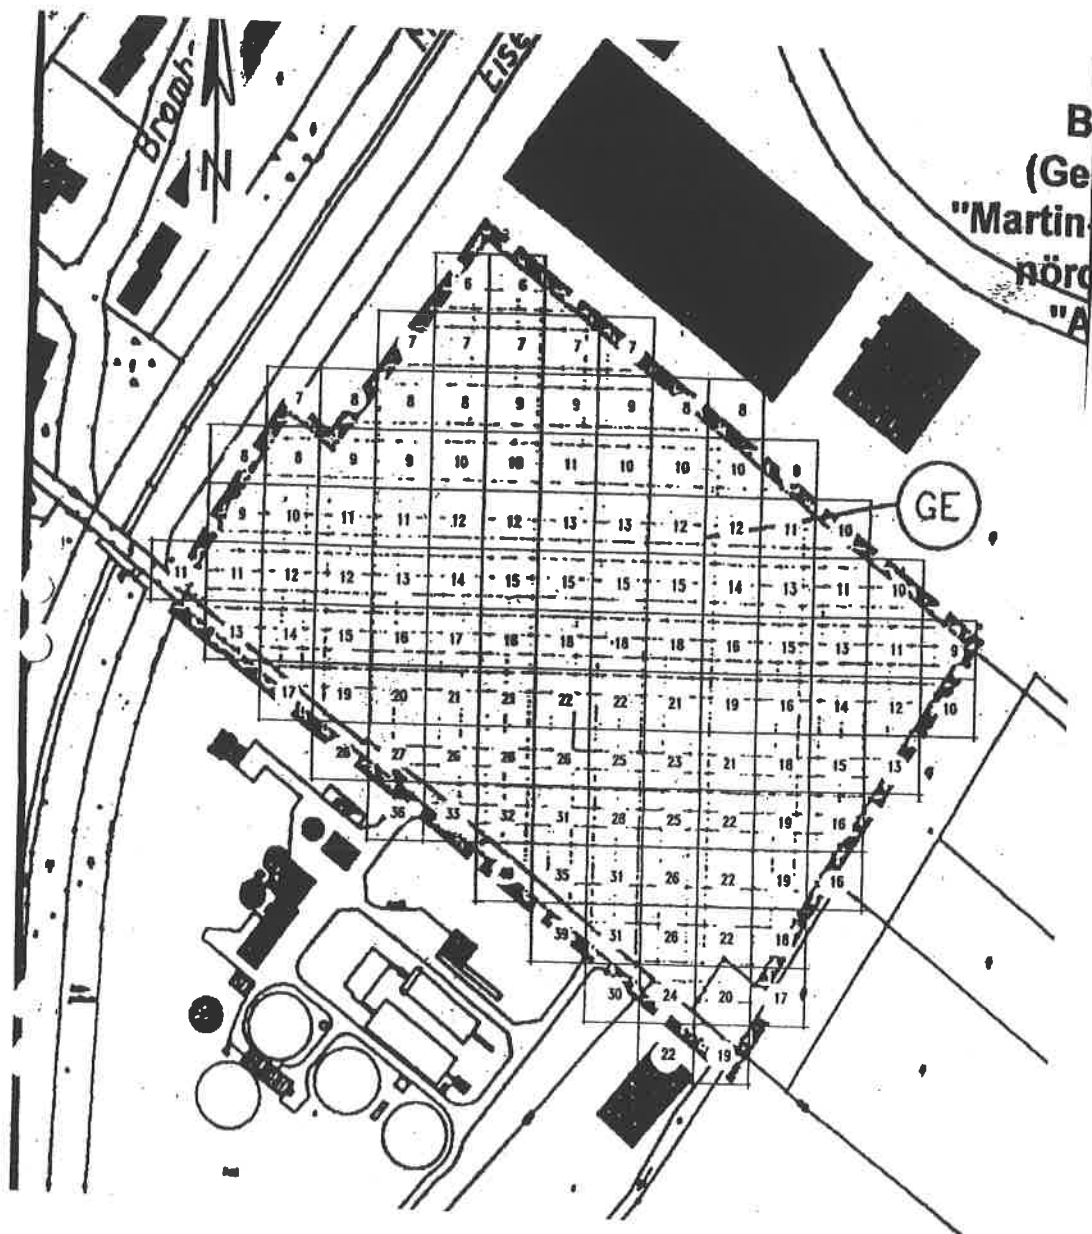 Bramb
Eise
N
B
(Ge
"Martin-
nörd
"A
6 6
7 7 7 7 7
7 8 8 8 9 9 9 8 8
8 8 9 9 10 10 11 10 10 10 9
9 10 11 11 12 12 13 13 12 12 11 10
GE
11 11 12 12 13 14 15 15 15 15 14 13 11 10
13 14 15 16 17 18 18 18 18 16 15 13 11 9
17 19 20 21 23 22 22 21 19 16 14 12 10
26 27 26 28 26 25 23 21 18 15 13
36 33 32 31 28 25 22 19 16
35 31 26 22 19 16
39 31 26 22 18
30 24 20 17
22 19